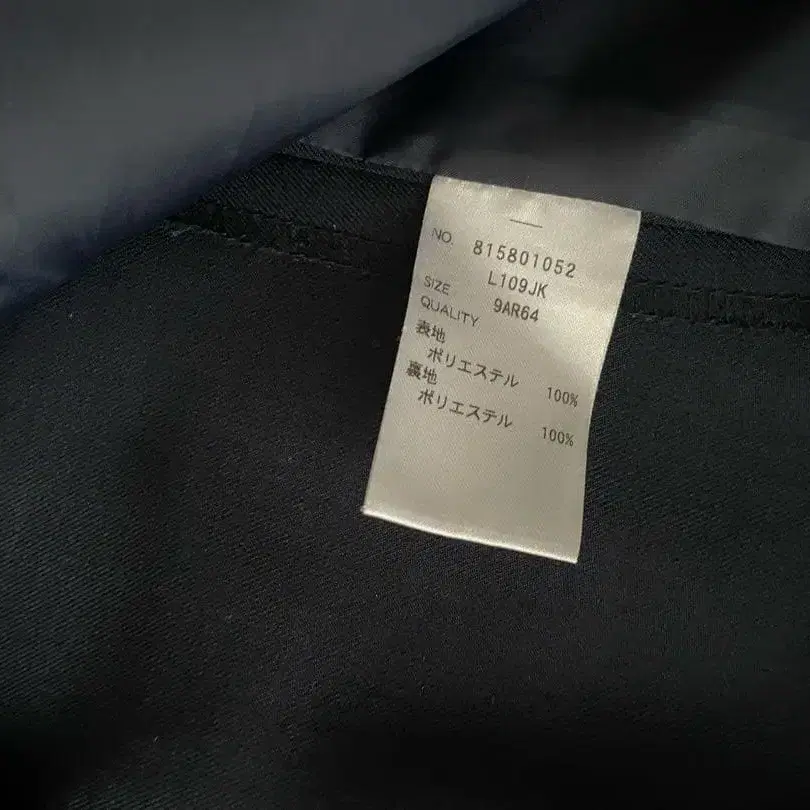 NO. 815801052
L109JK
SIZE 9AR64
QUALITY
表地
ポリエステル 100%
裏地
ポリエステル 100%